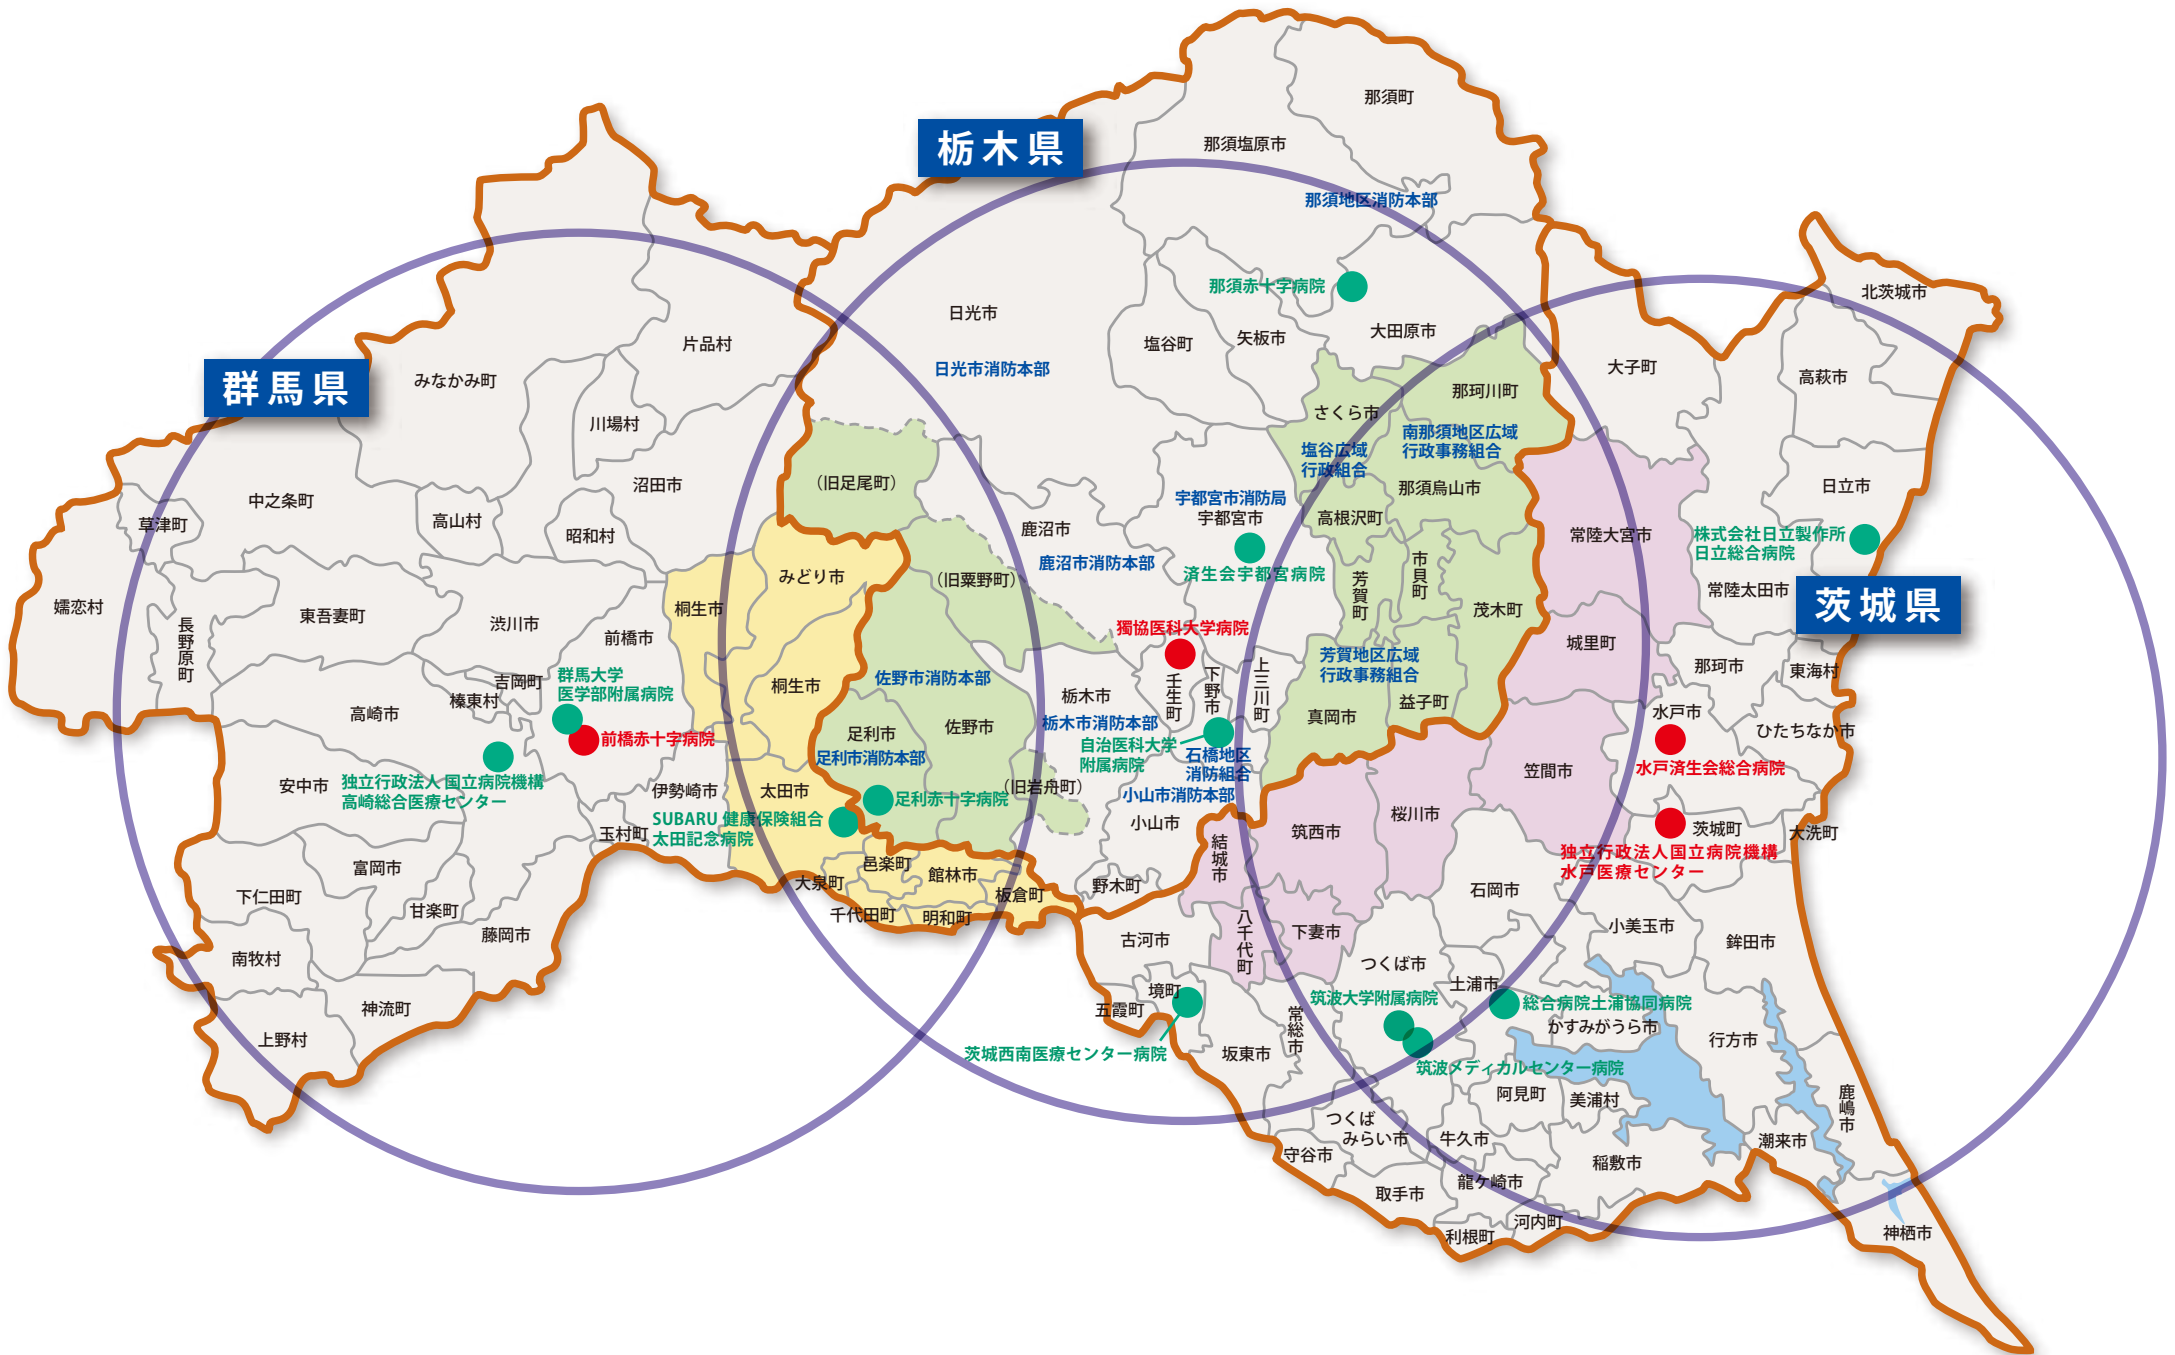 栃木県
群馬県
茨城県
那須町
那須塩原市
那須地区消防本部
那須赤十字病院
日光市
日光市消防本部
塩谷町
矢板市
大田原市
さくら市
那珂川町
塩谷広域
行政組合
南那須地区広域
行政事務組合
那須烏山市
高根沢町
宇都宮市消防局
宇都宮市
済生会宇都宮病院
鹿沼市
鹿沼市消防本部
(旧足尾町)
(旧粟野町)
芳賀町
市貝町
茂木町
芳賀地区広域
行政事務組合
益子町
真岡市
獨協医科大学病院
壬生町
下野市
上三川町
栃木市
栃木市消防本部
自治医科大学
附属病院
石橋地区
消防組合
小山市消防本部
小山市
野木町
佐野市消防本部
佐野市
足利市
足利市消防本部
足利赤十字病院
(旧岩舟町)
片品村
みなかみ町
川場村
沼田市
昭和村
高山村
中之条町
草津町
嬬恋村
長野原町
東吾妻町
渋川市
前橋市
吉岡町
榛東村
群馬大学
医学部附属病院
前橋赤十字病院
高崎市
独立行政法人 国立病院機構
高崎総合医療センター
安中市
伊勢崎市
玉村町
SUBARU 健康保険組合
太田記念病院
太田市
桐生市
みどり市
桐生市
富岡市
下仁田町
甘楽町
藤岡市
南牧村
神流町
上野村
大泉町
邑楽町
館林市
板倉町
千代田町
明和町
北茨城市
高萩市
大子町
日立市
株式会社日立製作所
日立総合病院
常陸大宮市
常陸太田市
城里町
那珂市
東海村
ひたちなか市
水戸市
水戸済生会総合病院
茨城町
独立行政法人国立病院機構
水戸医療センター
大洗町
笠間市
桜川市
筑西市
結城市
八千代町
下妻市
石岡市
小美玉市
鉾田市
古河市
境町
五霞町
茨城西南医療センター病院
坂東市
常総市
つくば市
筑波大学附属病院
筑波メディカルセンター病院
土浦市
総合病院土浦協同病院
かすみがうら市
行方市
阿見町
美浦村
鹿嶋市
潮来市
神栖市
稲敷市
牛久市
龍ケ崎市
つくば
みらい市
守谷市
取手市
利根町
河内町